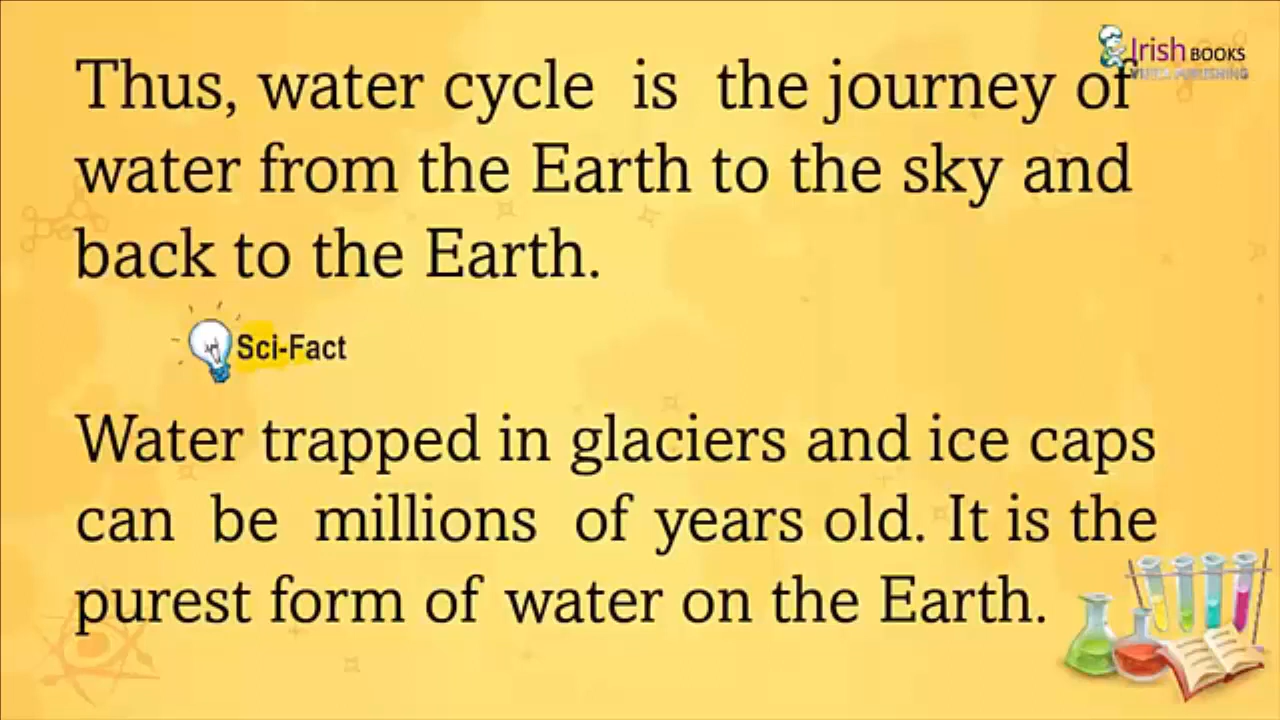 Irish BOOKS
Thus, water cycle is the journey of
water from the Earth to the sky and
back to the Earth.
Sci-Fact
Water trapped in glaciers and ice caps
can be millions of years old. It is the
purest form of water on the Earth.